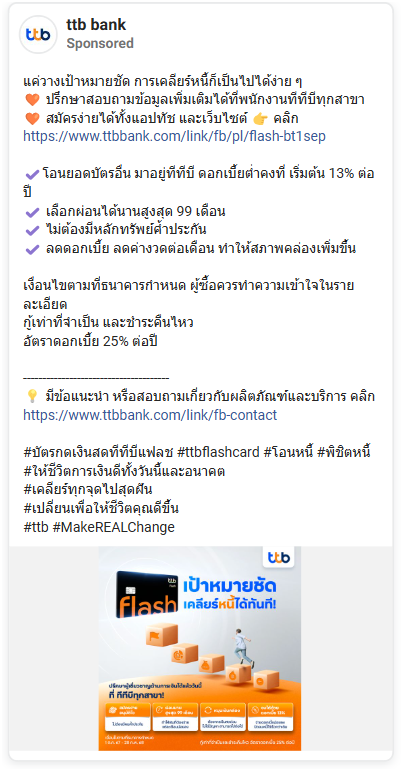 ttb bank
Sponsored
แค่วางเป้าหมายชัด การเคลียร์หนี้ก็เป็นไปได้ง่าย ๆ
🧡 ปรึกษาสอบถามข้อมูลเพิ่มเติมได้ที่พนักงานทีทีบีทุกสาขา
🧡 สมัครง่ายได้ทั้งแอปทัช และเว็บไซต์ 👉 คลิก
https://www.ttbbank.com/link/fb/pl/flash-bt1sep
✔ โอนยอดบัตรอื่น มาอยู่ที่ทีทีบี ดอกเบี้ยต่ำคงที่ เริ่มต้น 13% ต่อ
ปี
✔ เลือกผ่อนได้นานสูงสุด 99 เดือน
✔ ไม่ต้องมีหลักทรัพย์ค้ำประกัน
✔ ลดดอกเบี้ย ลดค่างวดต่อเดือน ทำให้สภาพคล่องเพิ่มขึ้น
เงื่อนไขตามที่ธนาคารกำหนด ผู้ซื้อควรทำความเข้าใจในราย
ละเอียด
กู้เท่าที่จำเป็น และชำระคืนไหว
อัตราดอกเบี้ย 25% ต่อปี
--------------------------------------
💡 มีข้อแนะนำ หรือสอบถามเกี่ยวกับผลิตภัณฑ์และบริการ คลิก
https://www.ttbbank.com/link/fb-contact
#บัตรกดเงินสดทีทีบีแฟลช #ttbflashcard #โอนหนี้ #พิชิตหนี้
#ให้ชีวิตการเงินดีทั้งวันนี้และอนาคต
#เคลียร์ทุกจุดไปสุดฝัน
#เปลี่ยนเพื่อให้ชีวิตคุณดีขึ้น
#ttb #MakeREALChange
ttb
ttb
flash
เป้าหมายชัด
เคลียร์หนี้ได้ทันที!
ปรึกษาผู้เชี่ยวชาญด้านการเงินได้แล้ววันนี้
ที่ ทีทีบีทุกสาขา!